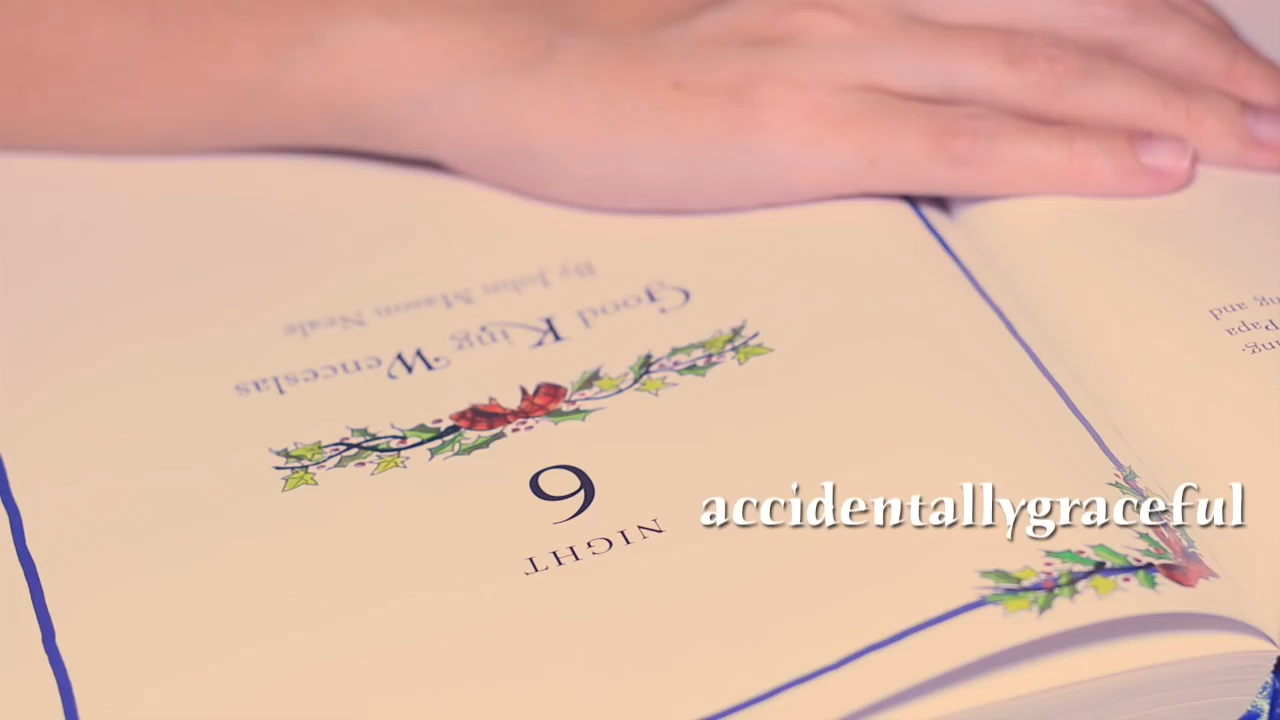 NIGHT
6
Good King Wenceslas
By John Mason Neale
Papa
and
accidentallygraceful